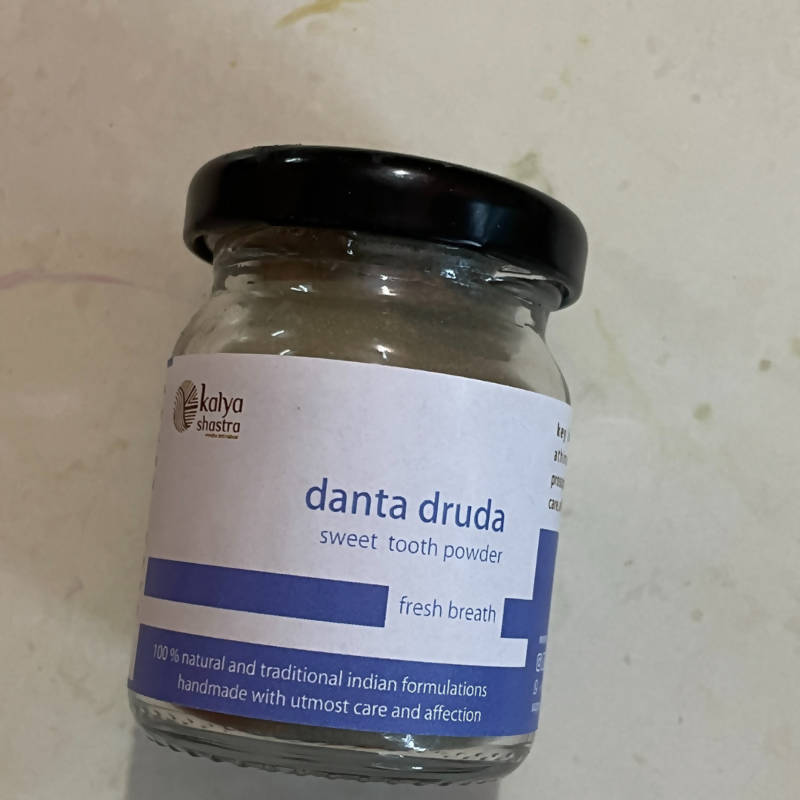 kalya
shastra
danta druda
sweet tooth powder
fresh breath
100 % natural and traditional indian formulations
handmade with utmost care and affection
key